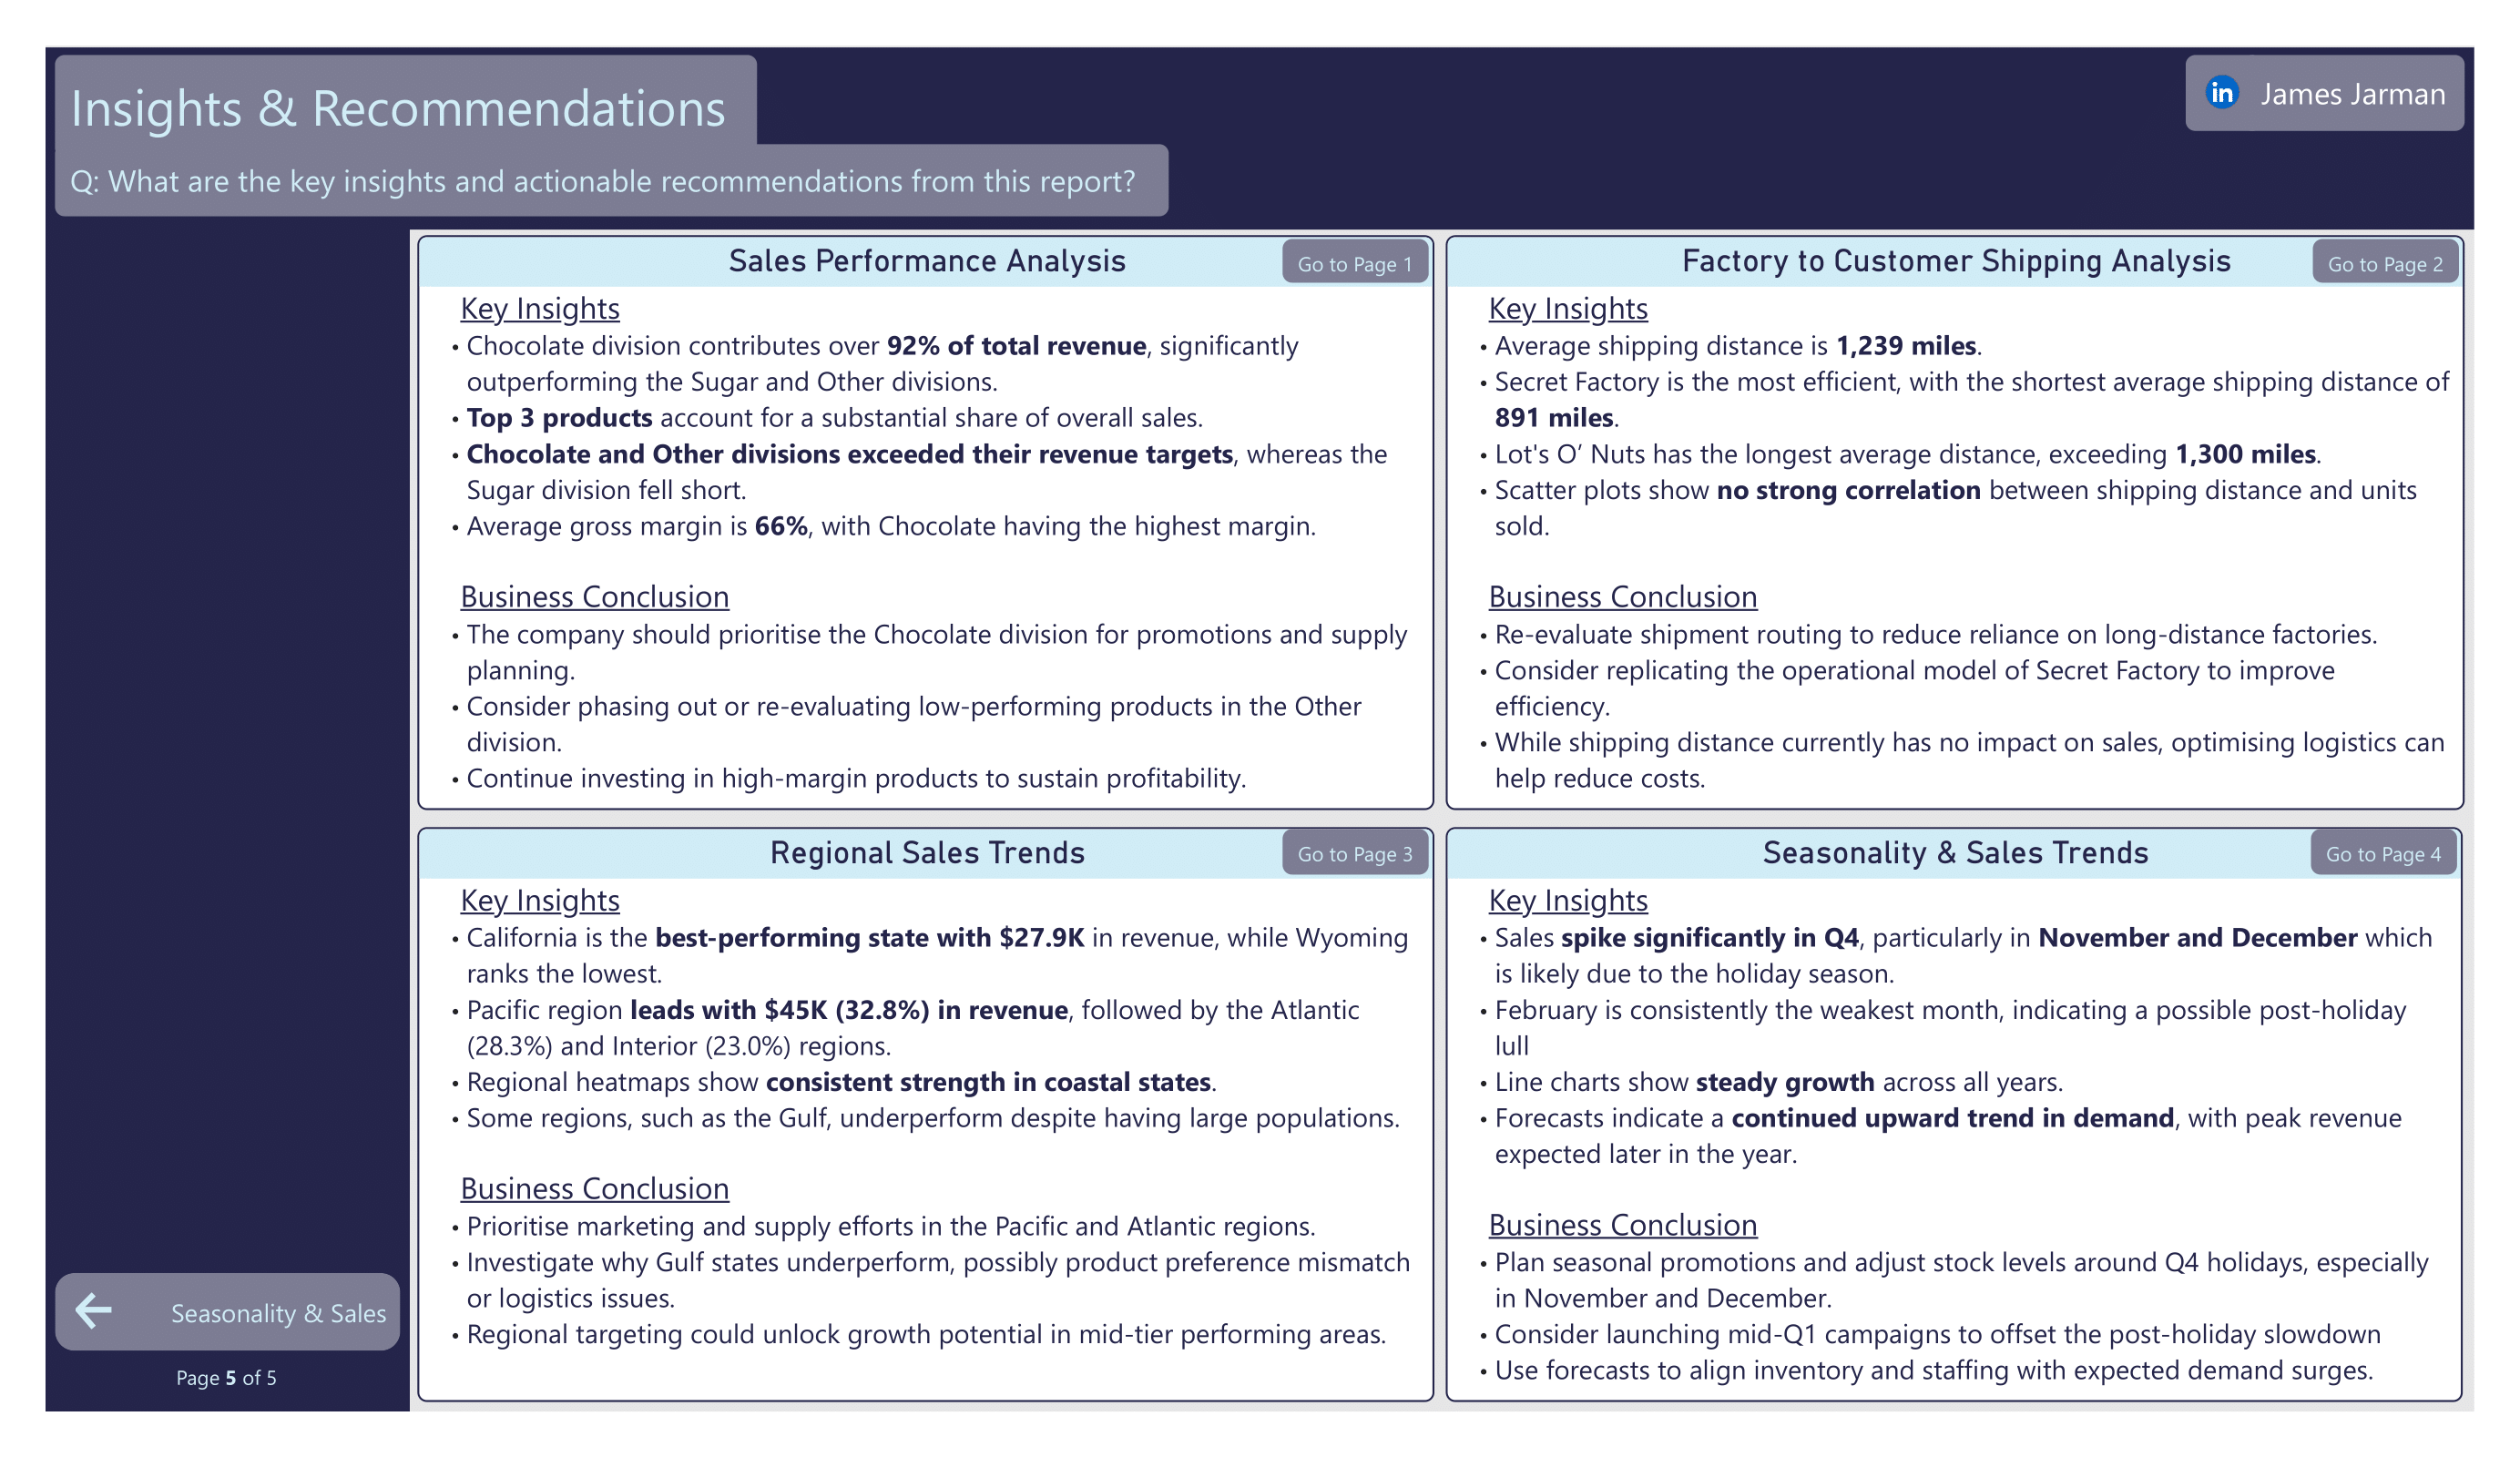 Insights & Recommendations
Q: What are the key insights and actionable recommendations from this report?
in James Jarman
Sales Performance Analysis
Go to Page 1
Key Insights
• Chocolate division contributes over 92% of total revenue, significantly
outperforming the Sugar and Other divisions.
• Top 3 products account for a substantial share of overall sales.
• Chocolate and Other divisions exceeded their revenue targets, whereas the
Sugar division fell short.
• Average gross margin is 66%, with Chocolate having the highest margin.
Business Conclusion
• The company should prioritise the Chocolate division for promotions and supply
planning.
• Consider phasing out or re-evaluating low-performing products in the Other
division.
• Continue investing in high-margin products to sustain profitability.
Factory to Customer Shipping Analysis
Go to Page 2
Key Insights
• Average shipping distance is 1,239 miles.
• Secret Factory is the most efficient, with the shortest average shipping distance of
891 miles.
• Lot's O’ Nuts has the longest average distance, exceeding 1,300 miles.
• Scatter plots show no strong correlation between shipping distance and units
sold.
Business Conclusion
• Re-evaluate shipment routing to reduce reliance on long-distance factories.
• Consider replicating the operational model of Secret Factory to improve
efficiency.
• While shipping distance currently has no impact on sales, optimising logistics can
help reduce costs.
Regional Sales Trends
Go to Page 3
Key Insights
• California is the best-performing state with $27.9K in revenue, while Wyoming
ranks the lowest.
• Pacific region leads with $45K (32.8%) in revenue, followed by the Atlantic
(28.3%) and Interior (23.0%) regions.
• Regional heatmaps show consistent strength in coastal states.
• Some regions, such as the Gulf, underperform despite having large populations.
Business Conclusion
• Prioritise marketing and supply efforts in the Pacific and Atlantic regions.
• Investigate why Gulf states underperform, possibly product preference mismatch
or logistics issues.
• Regional targeting could unlock growth potential in mid-tier performing areas.
Seasonality & Sales Trends
Go to Page 4
Key Insights
• Sales spike significantly in Q4, particularly in November and December which
is likely due to the holiday season.
• February is consistently the weakest month, indicating a possible post-holiday
lull
• Line charts show steady growth across all years.
• Forecasts indicate a continued upward trend in demand, with peak revenue
expected later in the year.
Business Conclusion
• Plan seasonal promotions and adjust stock levels around Q4 holidays, especially
in November and December.
• Consider launching mid-Q1 campaigns to offset the post-holiday slowdown
• Use forecasts to align inventory and staffing with expected demand surges.
Seasonality & Sales
Page 5 of 5